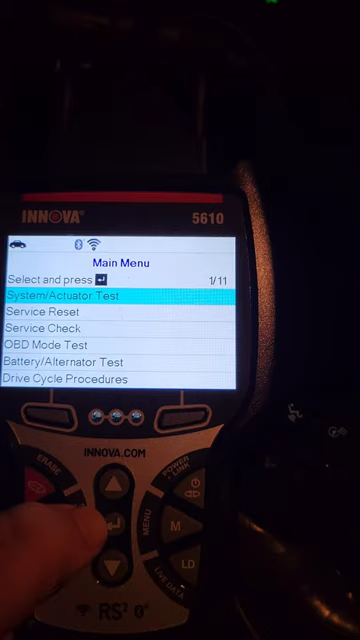 INNOVA® 5610
Main Menu
Select and press 1/11
System/Actuator Test
Service Reset
Service Check
OBD Mode Test
Battery/Alternator Test
Drive Cycle Procedures
INNOVA.COM
ERASE
POWER
LINK
MENU
M
LD
LIVE DATA
RS2